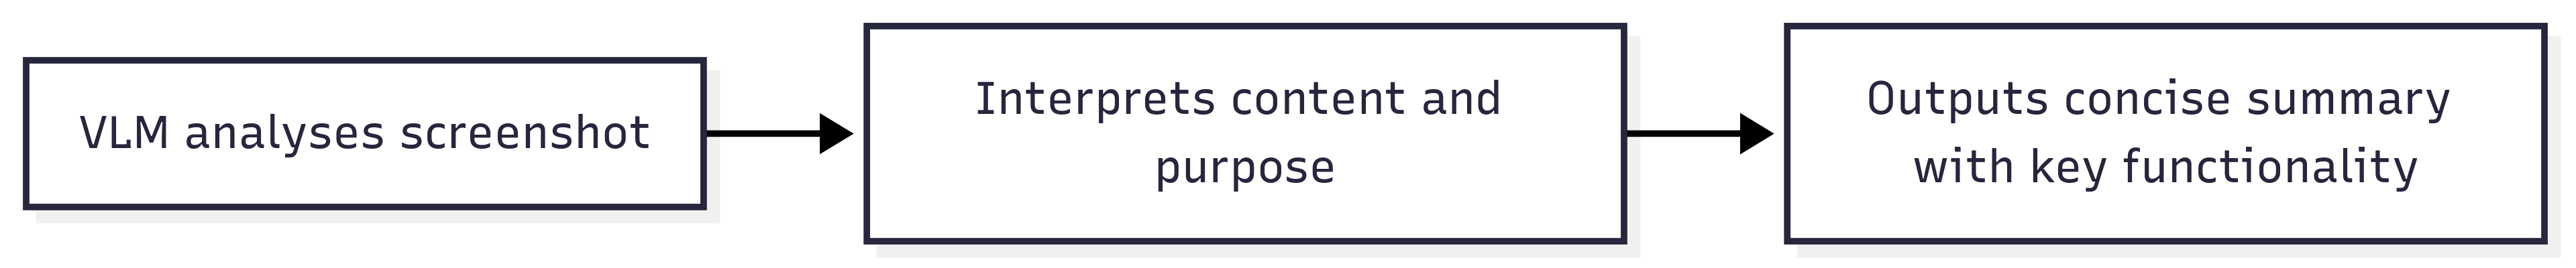 VLM analyses screenshot
Interprets content and
purpose
Outputs concise summary
with key functionality